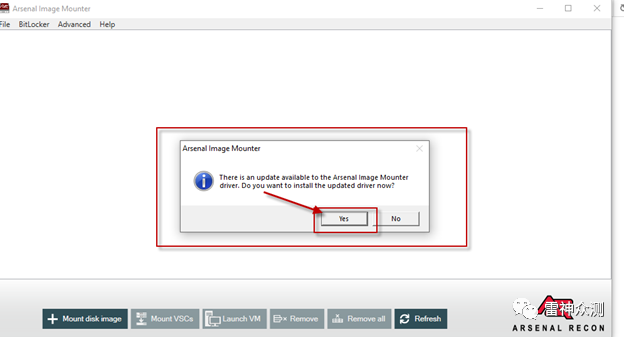 Arsenal Image Mounter
File BitLocker Advanced Help
Arsenal Image Mounter
There is an update available to the Arsenal Image Mounter
driver. Do you want to install the updated driver now?
Yes No
Mount disk image Mount VSCs Launch VM Remove Remove all Refresh
雷神众测
ARSENAL RECON